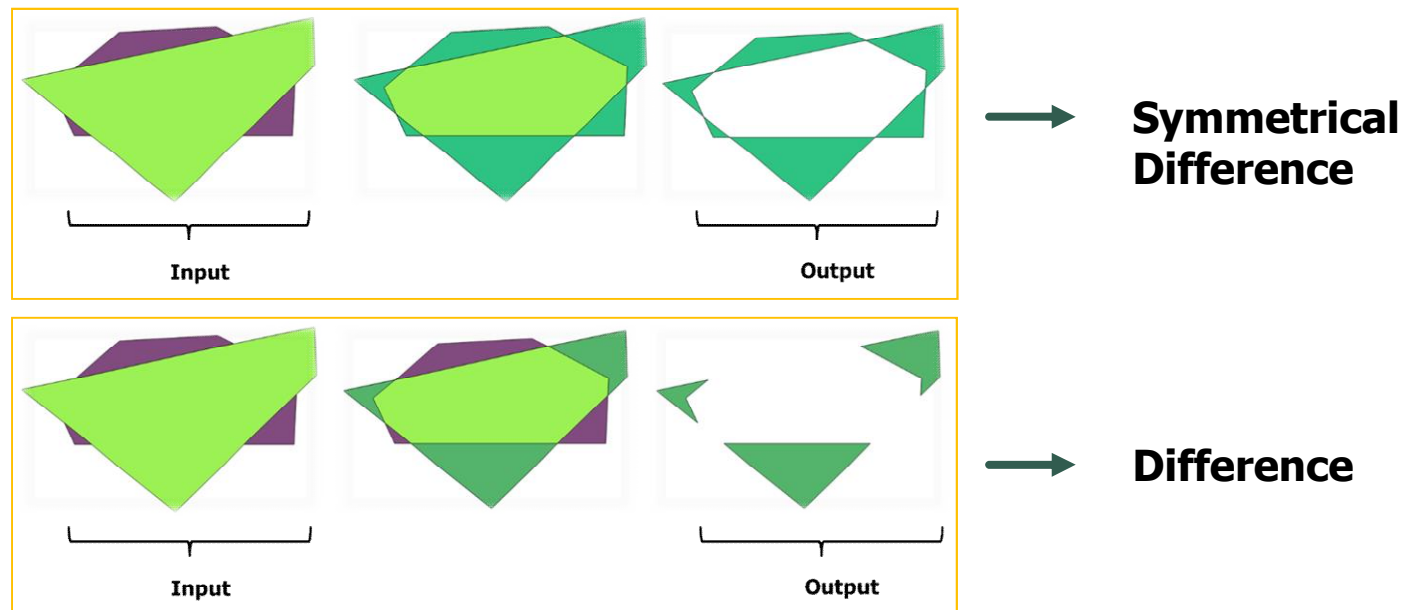 Symmetrical
Difference
Input
Output
Difference
Input
Output